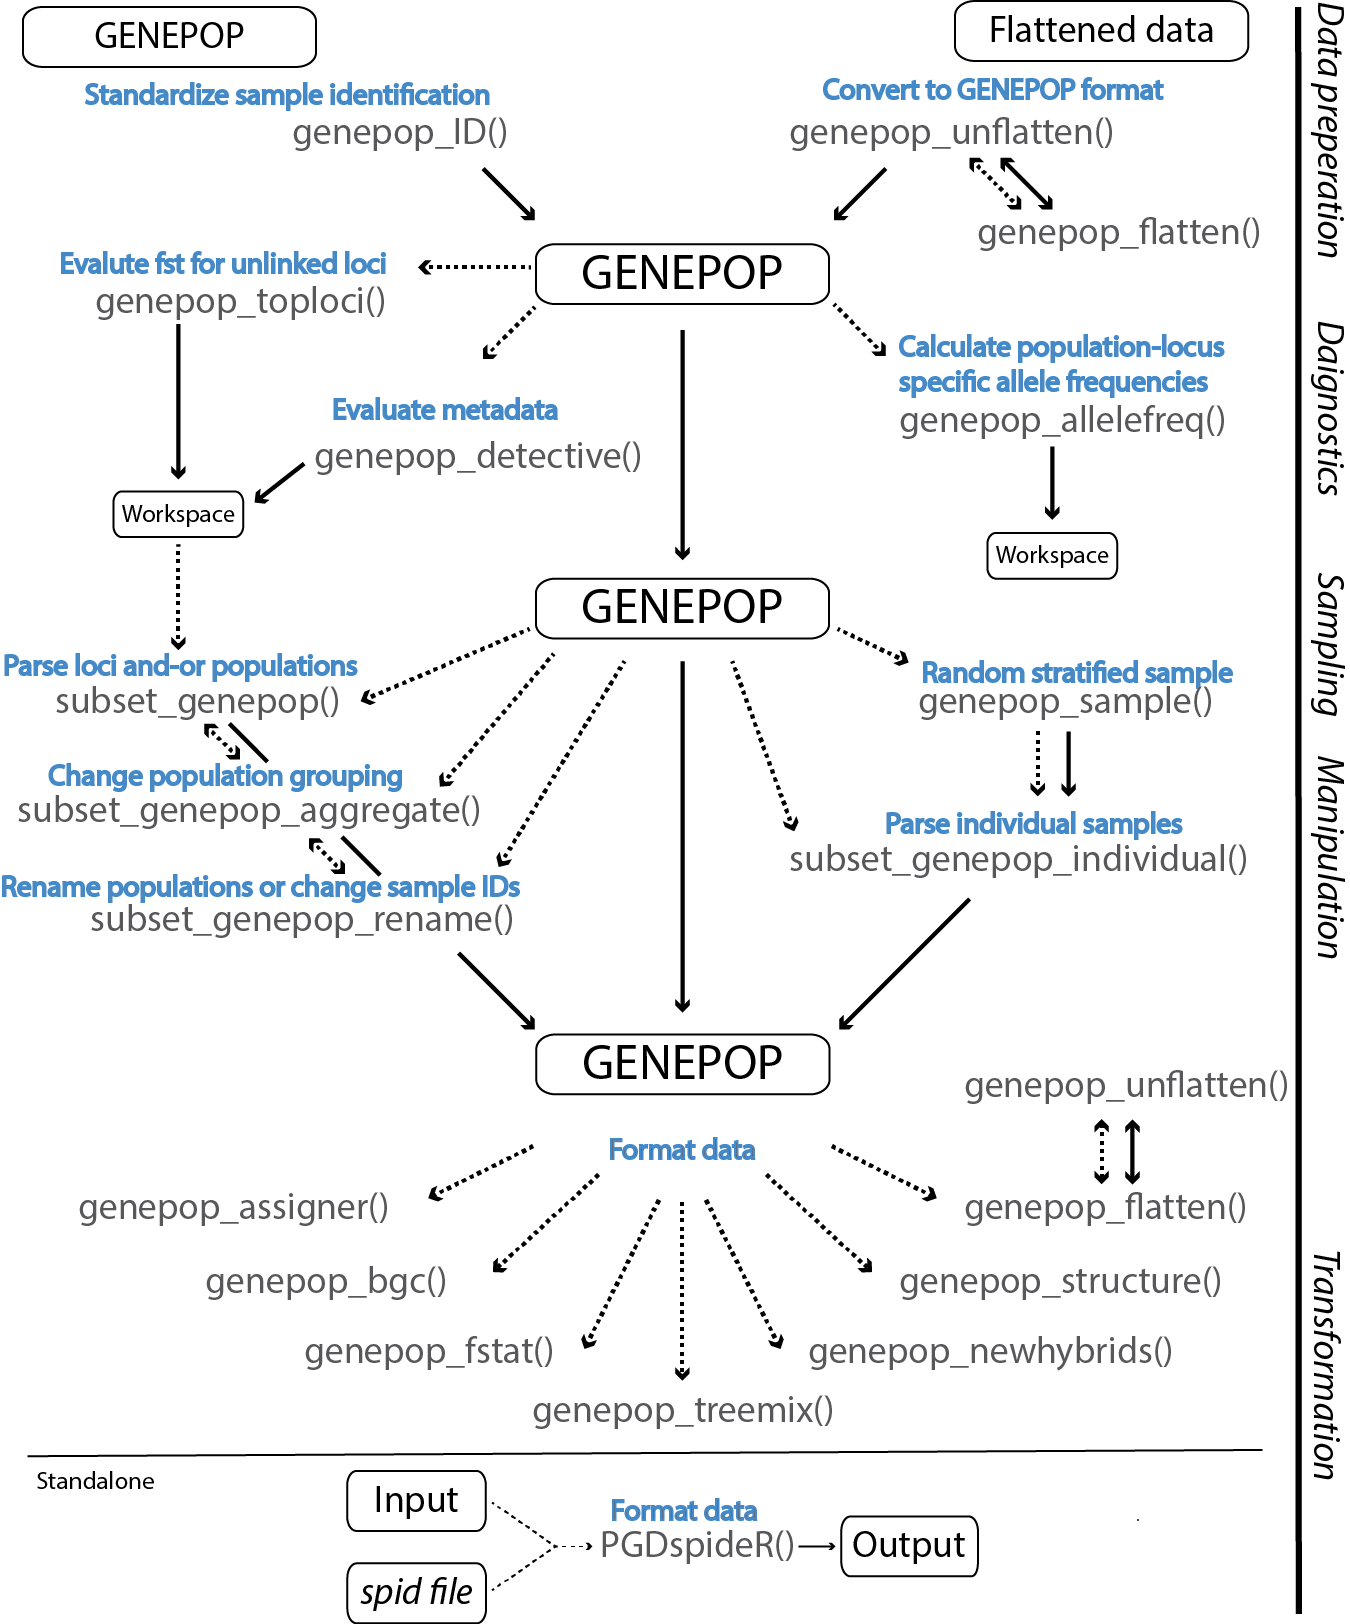 GENEPOP
Flattened data
Standardize sample identification
genepop_ID()
Convert to GENEPOP format
genepop_unflatten()
genepop_flatten()
Data preperation
GENEPOP
Evalute fst for unlinked loci
genepop_toploci()
Calculate population-locus
specific allele frequencies
genepop_allelefreq()
Evaluate metadata
genepop_detective()
Workspace
Workspace
Daignostics
GENEPOP
Parse loci and-or populations
subset_genepop()
Random stratified sample
genepop_sample()
Sampling
Change population grouping
subset_genepop_aggregate()
Parse individual samples
subset_genepop_individual()
Rename populations or change sample IDs
subset_genepop_rename()
Manipulation
GENEPOP
genepop_unflatten()
Format data
genepop_assigner()
genepop_flatten()
genepop_bgc()
genepop_structure()
genepop_fstat()
genepop_newhybrids()
genepop_treemix()
Transformation
Standalone
Input
Format data
PGDspideR()
Output
spid file